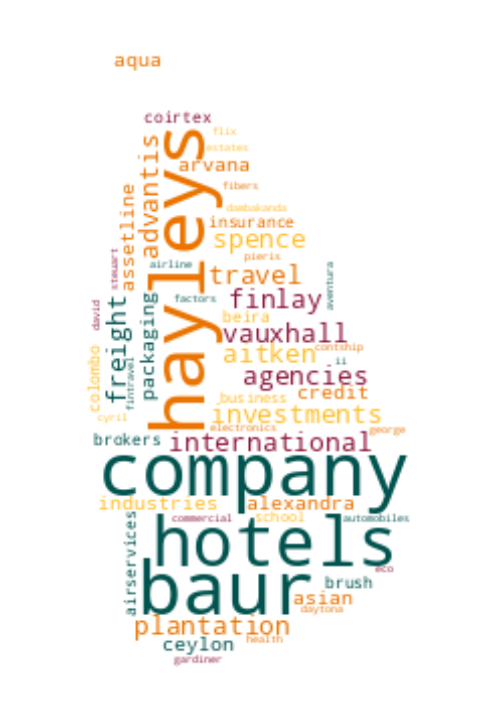 aqua
coirtex
flix
estates
advantis
hayleys
arvana
fibers
assetline
dambakanda
insurance
spence
pieris
steuart
airline
travel
aventura
packaging
factors
finlay
freight
david
beira
vauxhall
contship
colombo
fintravel
aitken
ii
agencies
business
credit
cyril
investments
electronics
george
brokers
international
company
industries
alexandra
airservices
commercial
school
automobiles
hotels
eco
baur
brush
asian
daytona
plantation
health
ceylon
gardiner